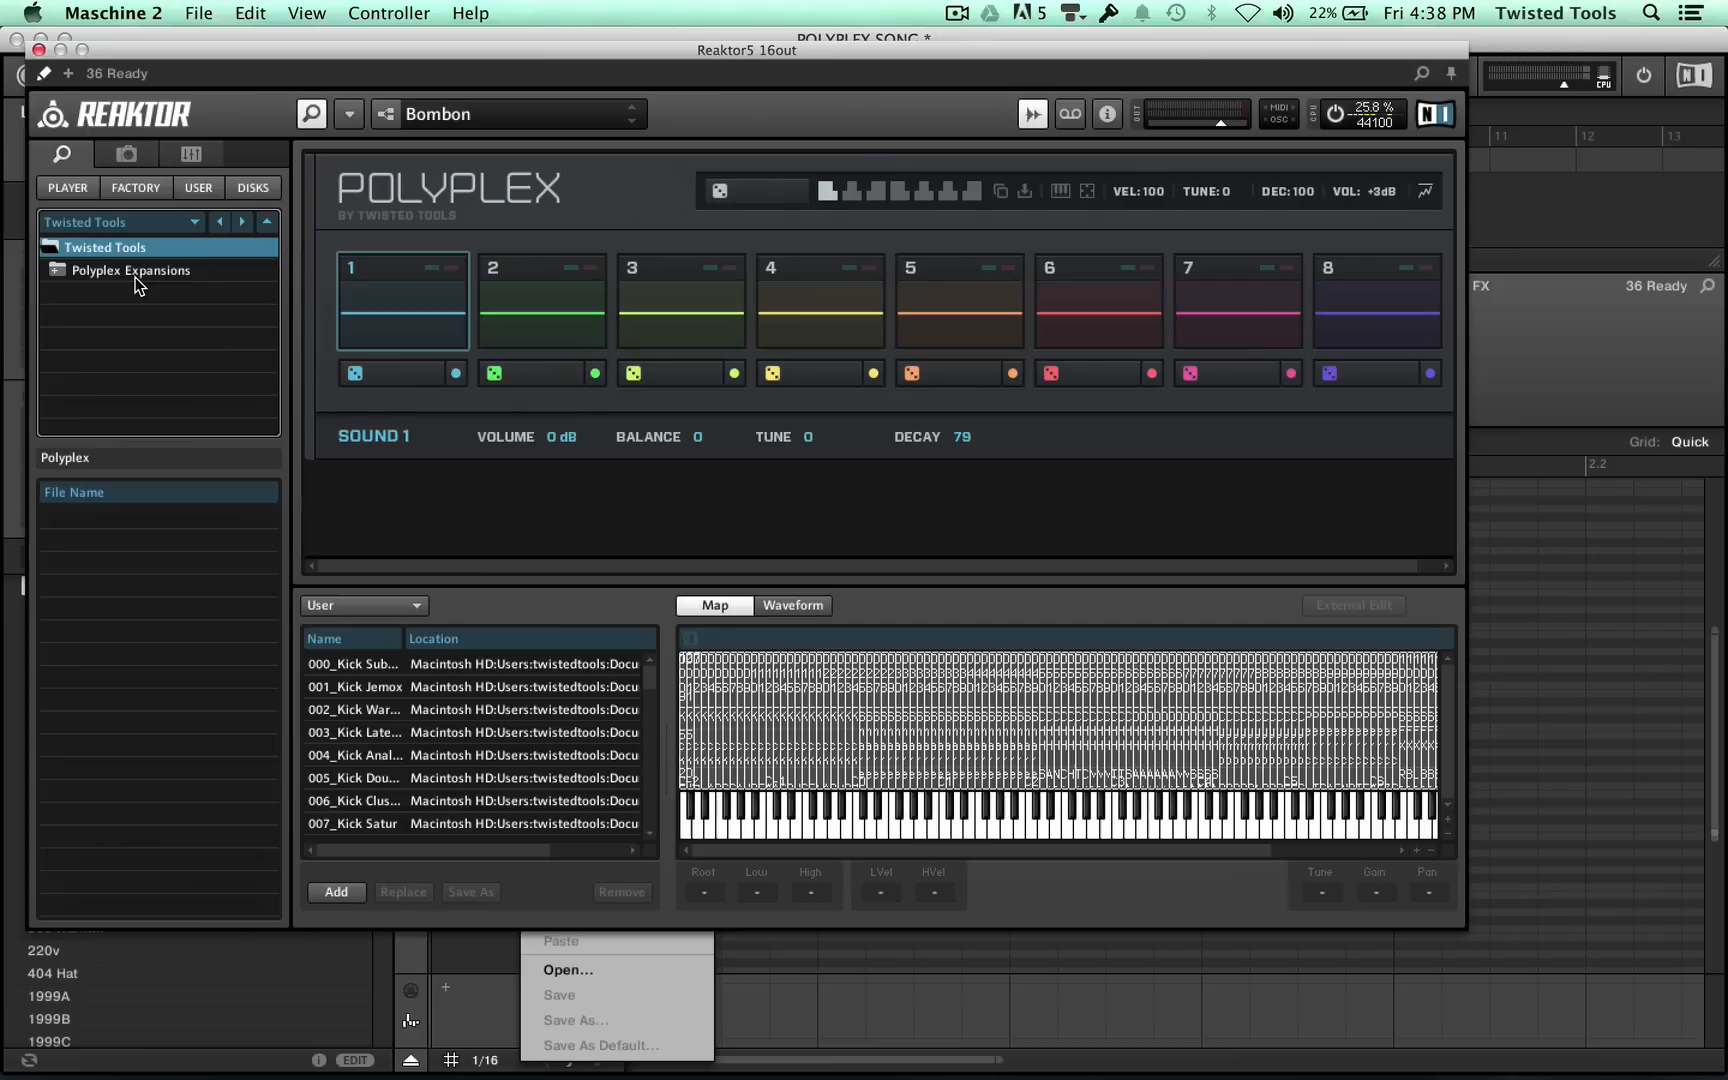 Maschine 2 File Edit View Controller Help 5 22% Fri 4:38 PM Twisted Tools
POLYPLEX SONG *
Reaktor5 16out
36 Ready
CPU
REAKTOR
Bombon
OUT
MIDI
OSC
CPU
25.8 %
44100
11 12 13
PLAYER FACTORY USER DISKS
POLYPLEX
BY TWISTED TOOLS
VEL: 100 TUNE: 0 DEC: 100 VOL: +3dB
Twisted Tools
Twisted Tools
Polyplex Expansions
1 2 3 4 5 6 7 8
FX 36 Ready
SOUND 1 VOLUME 0 dB BALANCE 0 TUNE 0 DECAY 79
Grid: Quick
2.2
Polyplex
File Name
User
Map Waveform External Edit
Name Location
000_Kick Sub... Macintosh HD:Users:twistedtools:Docu
001_Kick Jemox Macintosh HD:Users:twistedtools:Docu
002_Kick War... Macintosh HD:Users:twistedtools:Docu
003_Kick Late... Macintosh HD:Users:twistedtools:Docu
004_Kick Anal... Macintosh HD:Users:twistedtools:Docu
005_Kick Dou... Macintosh HD:Users:twistedtools:Docu
006_Kick Clus... Macintosh HD:Users:twistedtools:Docu
007_Kick Satur Macintosh HD:Users:twistedtools:Docu
Add Replace Save As Remove
Root Low High LVel HVel Tune Gain Pan
- - - - - - - -
220v
404 Hat
1999A
1999B
1999C
Paste
Open...
Save
Save As...
Save As Default...
EDIT
1/16